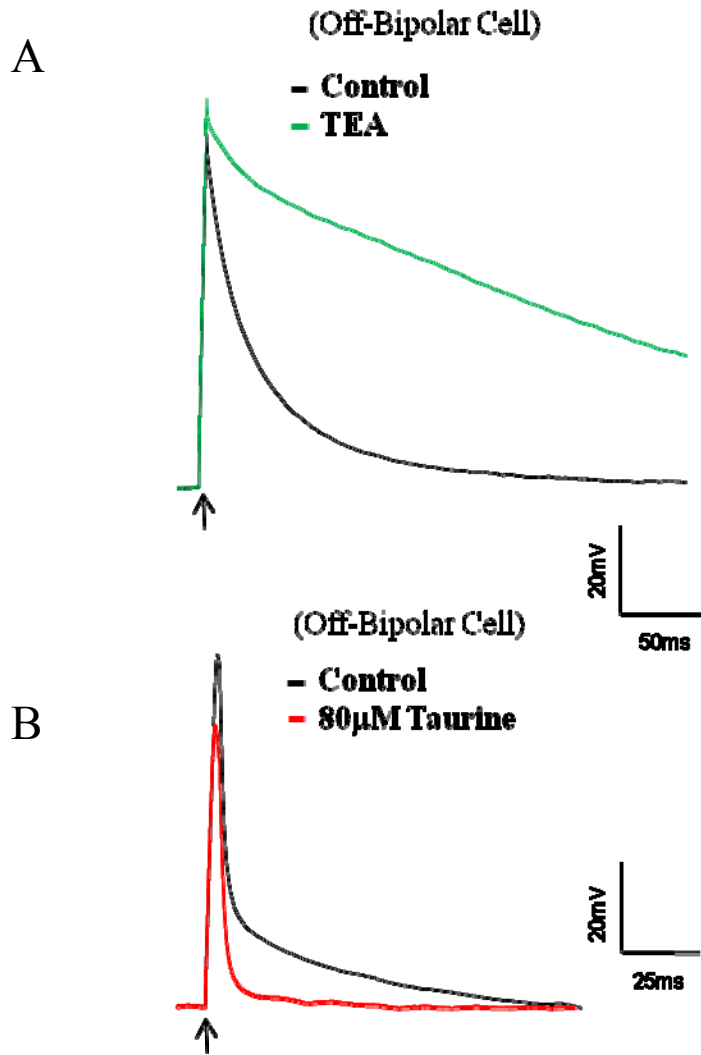 A
(Off-Bipolar Cell)
Control
TEA
20mV
50ms
B
(Off-Bipolar Cell)
Control
80μM Taurine
20mV
25ms